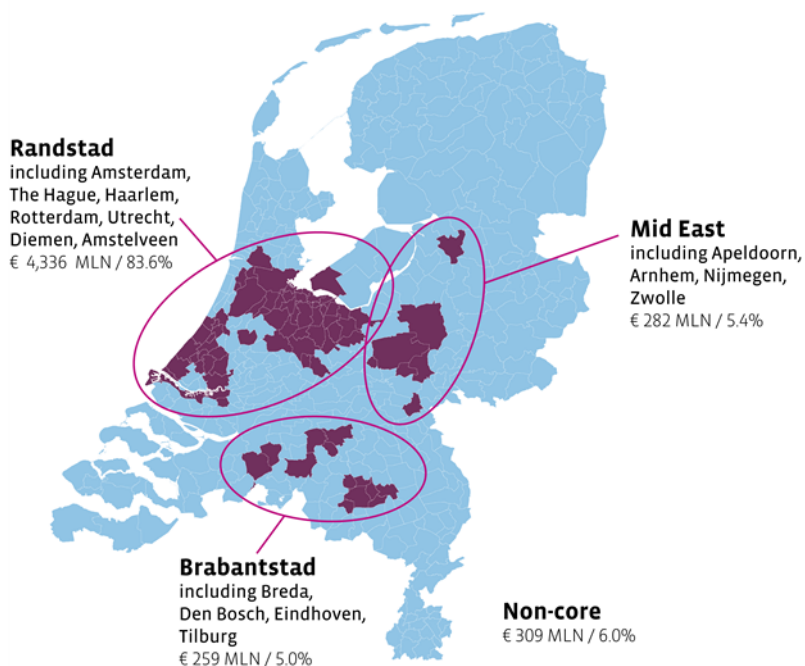 Randstad
including Amsterdam,
The Hague, Haarlem,
Rotterdam, Utrecht,
Diemen, Amstelveen
€ 4,336 MLN / 83.6%
Mid East
including Apeldoorn,
Arnhem, Nijmegen,
Zwolle
€ 282 MLN / 5.4%
Brabantstad
including Breda,
Den Bosch, Eindhoven,
Tilburg
€ 259 MLN / 5.0%
Non-core
€ 309 MLN / 6.0%